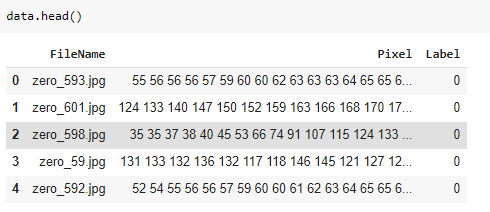 data.head()
FileName Pixel Label
0 zero_593.jpg 55 56 56 56 57 59 60 60 62 63 63 63 64 65 65 6... 0
1 zero_601.jpg 124 133 140 147 150 152 159 163 166 168 170 17... 0
2 zero_598.jpg 35 35 37 38 40 45 53 66 74 91 107 115 124 133 ... 0
3 zero_59.jpg 131 133 132 136 132 117 118 146 145 121 127 12... 0
4 zero_592.jpg 52 54 55 56 56 57 59 60 60 61 62 63 64 65 65 6... 0